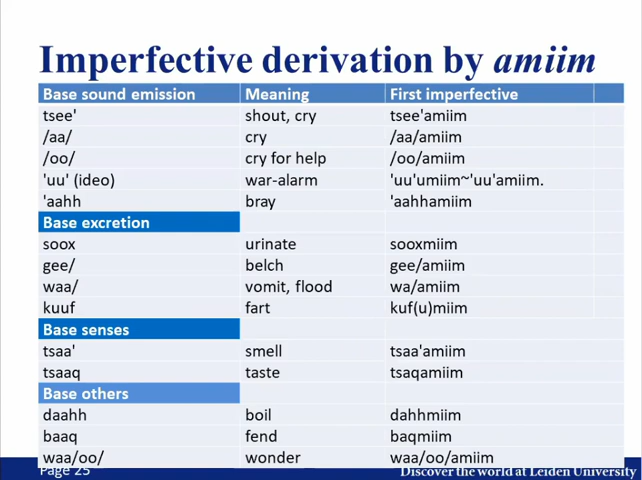 Imperfective derivation by amiim
Base sound emission Meaning First imperfective
tsee' shout, cry tsee'amiim
/aa/ cry /aa/amiim
/oo/ cry for help /oo/amiim
'uu' (ideo) war-alarm 'uu'umiim~'uu'amiim.
'aahh bray 'aahhamiim
Base excretion
soox urinate sooxmiim
gee/ belch gee/amiim
waa/ vomit, flood wa/amiim
kuuf fart kuf(u)miim
Base senses
tsaa' smell tsaa'amiim
tsaaq taste tsaqamiim
Base others
daahh boil dahhmiim
baaq fend baqmiim
waa/oo/ wonder waa/oo/amiim
Page 25 Discover the world at Leiden University